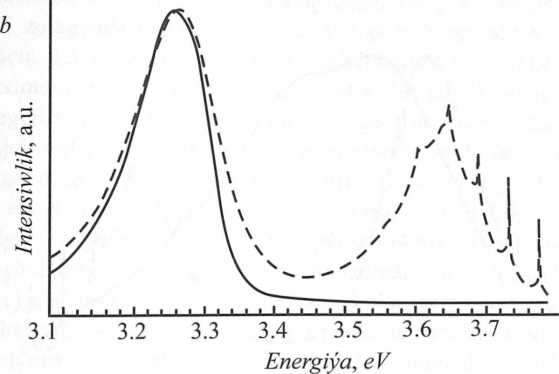 b
Intensiwlik, a.u.
3.1 3.2 3.3 3.4 3.5 3.6 3.7
Energiýa, eV